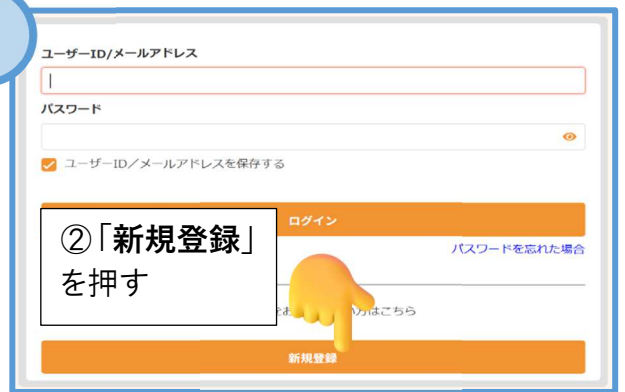 ユーザーID/メールアドレス
パスワード
ユーザーID/メールアドレスを保存する
ログイン
②「新規登録」
を押す
パスワードを忘れた場合
方はこちら
新規登録